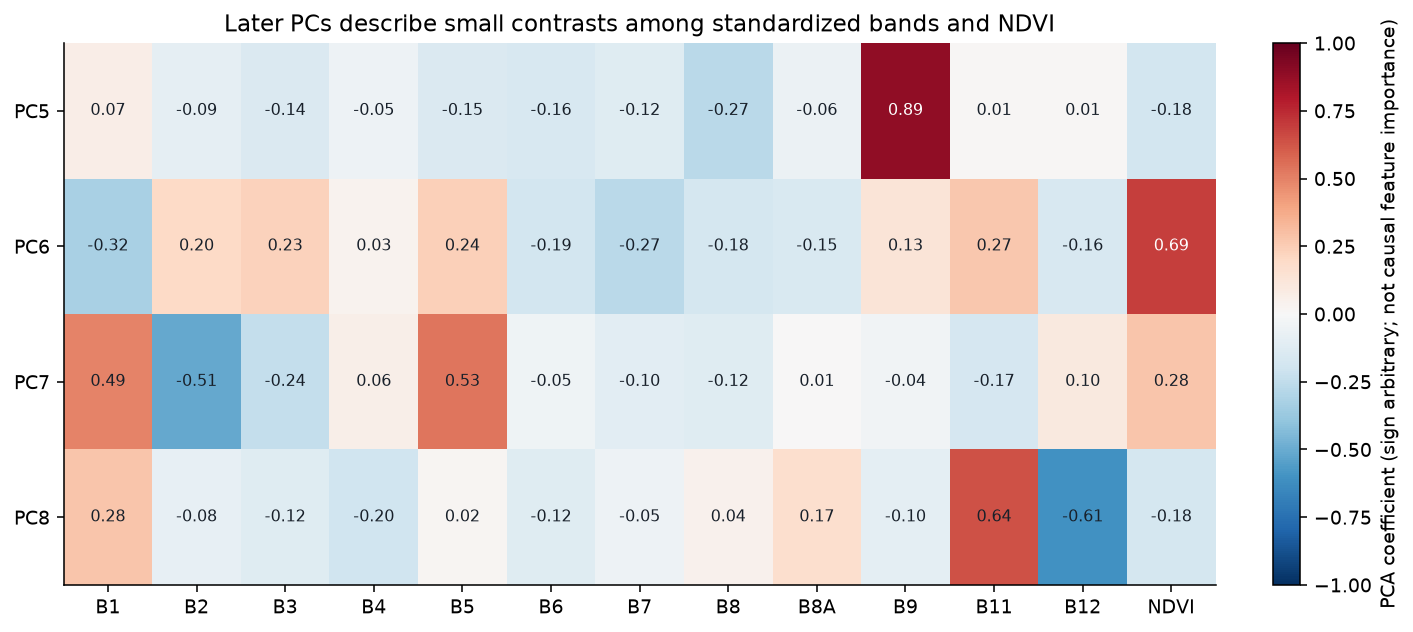 Later PCs describe small contrasts among standardized bands and NDVI
PC5 0.07 -0.09 -0.14 -0.05 -0.15 -0.16 -0.12 -0.27 -0.06 0.89 0.01 0.01 -0.18
PC6 -0.32 0.20 0.23 0.03 0.24 -0.19 -0.27 -0.18 -0.15 0.13 0.27 -0.16 0.69
PC7 0.49 -0.51 -0.24 0.06 0.53 -0.05 -0.10 -0.12 0.01 -0.04 -0.17 0.10 0.28
PC8 0.28 -0.08 -0.12 -0.20 0.02 -0.12 -0.05 0.04 0.17 -0.10 0.64 -0.61 -0.18
B1 B2 B3 B4 B5 B6 B7 B8 B8A B9 B11 B12 NDVI
1.00
0.75
0.50
0.25
0.00
−0.25
−0.50
−0.75
−1.00
PCA coefficient (sign arbitrary; not causal feature importance)